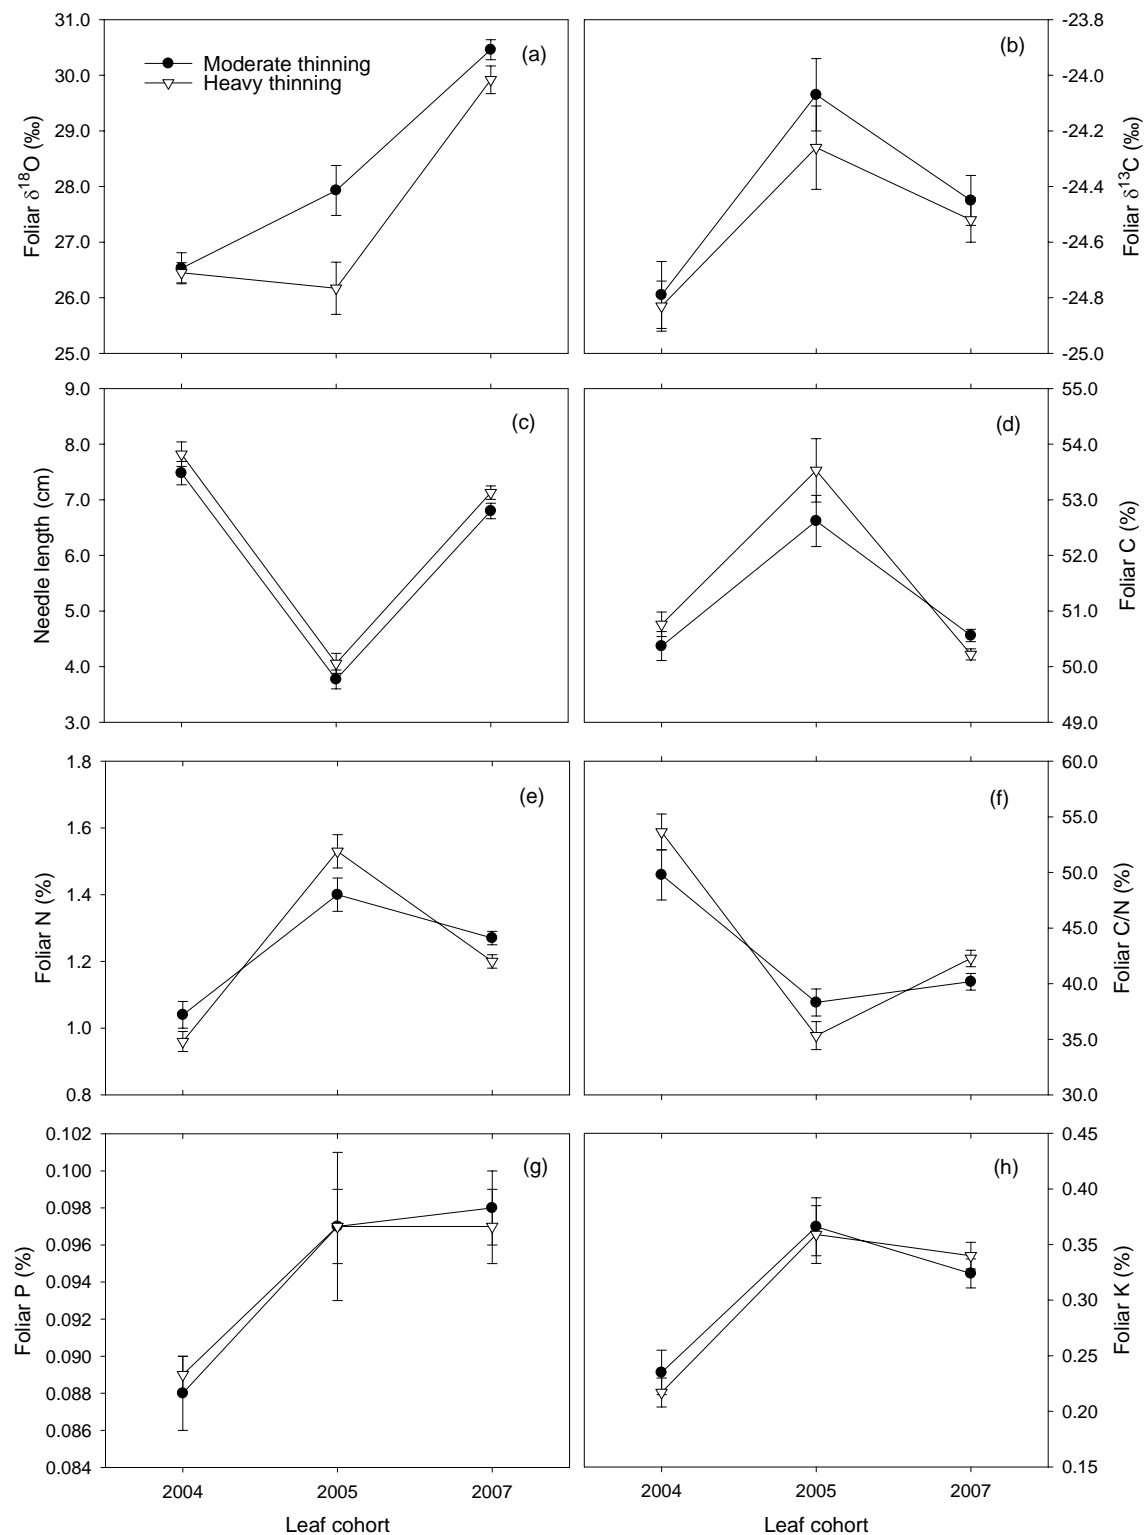 31.0
30.0
29.0
28.0
27.0
26.0
25.0
Foliar δ18O (‰)
Moderate thinning
Heavy thinning
(a)
(b)
-23.8
-24.0
-24.2
-24.4
-24.6
-24.8
-25.0
Foliar δ13C (‰)
9.0
8.0
7.0
6.0
5.0
4.0
3.0
Needle length (cm)
(c)
(d)
55.0
54.0
53.0
52.0
51.0
50.0
49.0
Foliar C (%)
1.8
1.6
1.4
1.2
1.0
0.8
Foliar N (%)
(e)
(f)
60.0
55.0
50.0
45.0
40.0
35.0
30.0
Foliar C/N (%)
0.102
0.100
0.098
0.096
0.094
0.092
0.090
0.088
0.086
0.084
Foliar P (%)
(g)
(h)
0.45
0.40
0.35
0.30
0.25
0.20
0.15
Foliar K (%)
2004 2005 2007
Leaf cohort
2004 2005 2007
Leaf cohort